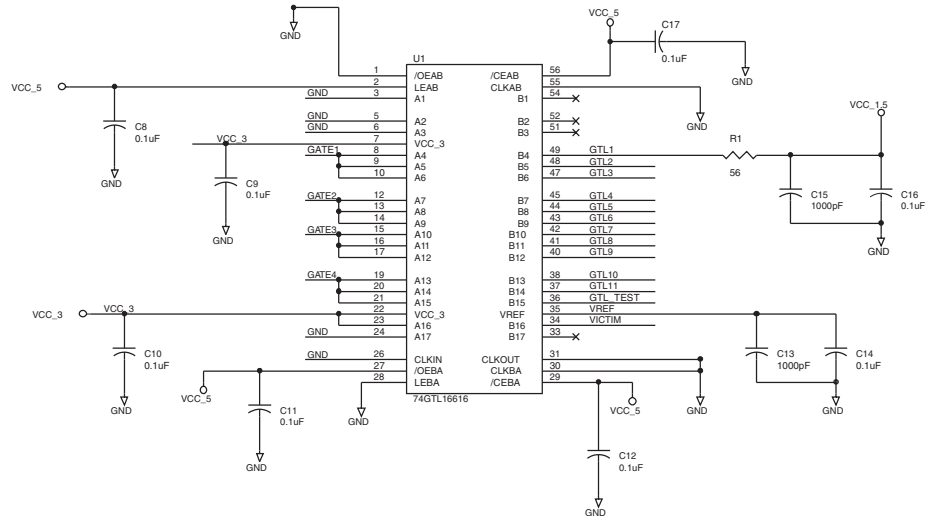 VCC_5
C17
GND
0.1uF
GND
U1
1 /OEAB /CEAB 56
VCC_5 2 LEAB CLKAB 55
GND 3 A1 B1 54
C8
0.1uF
GND
GND 5 A2 B2 52
GND 6 A3 B3 51
GND
VCC_1.5
VCC_3 7 VCC_3
R1
56
GATE1 8 A4 B4 49 GTL1
9 A5 B5 48 GTL2
10 A6 B6 47 GTL3
C9
0.1uF
GND
C15
1000pF
C16
0.1uF
GND
GATE2 12 A7 B7 45 GTL4
13 A8 B8 44 GTL5
14 A9 B9 43 GTL6
GATE3 15 A10 B10 42 GTL7
16 A11 B11 41 GTL8
17 A12 B12 40 GTL9
GATE4 19 A13 B13 38 GTL10
20 A14 B14 37 GTL11
21 A15 B15 36 GTL_TEST
VCC_3 VCC_3 22 VCC_3 VREF 35 VREF
23 A16 B16 34 VICTIM
GND 24 A17 B17 33
C10
0.1uF
GND
C13
1000pF
C14
0.1uF
GND
GND 26 CLKIN CLKOUT 31
27 /OEBA CLKBA 30
28 LEBA /CEBA 29
74GTL16616
VCC_5
C11
0.1uF
GND
GND
VCC_5
GND
C12
0.1uF
GND